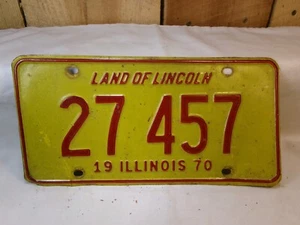 LAND OF LINCOLN
27 457
19 ILLINOIS 70